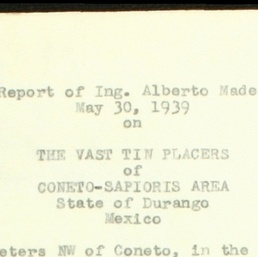 Report of Ing. Alberto Made
May 30, 1939
on
THE VAST TIN PLACERS
of
CONETO-SAPIORIS AREA
State of Durango
Mexico
eters NW of Coneto, in the